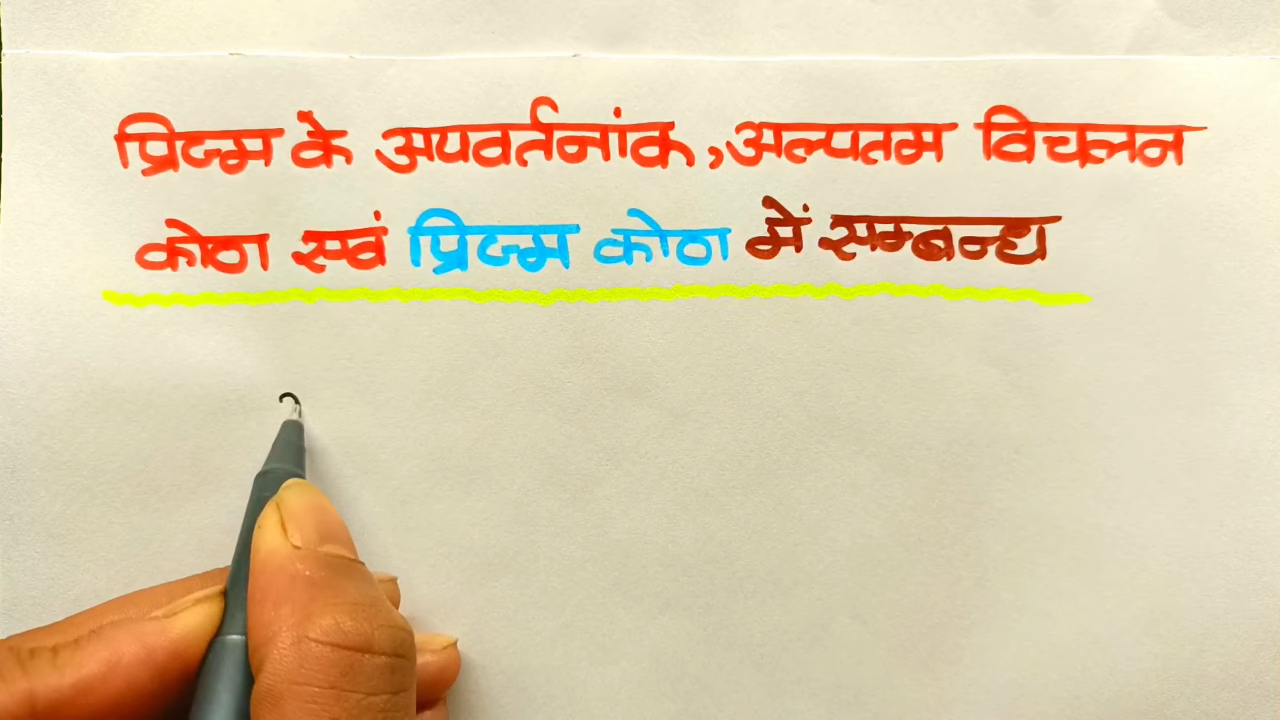 प्रिज्म के अपवर्तनांक,अल्पतम विचलन
कोण एवं प्रिज्म कोण में सम्बन्ध